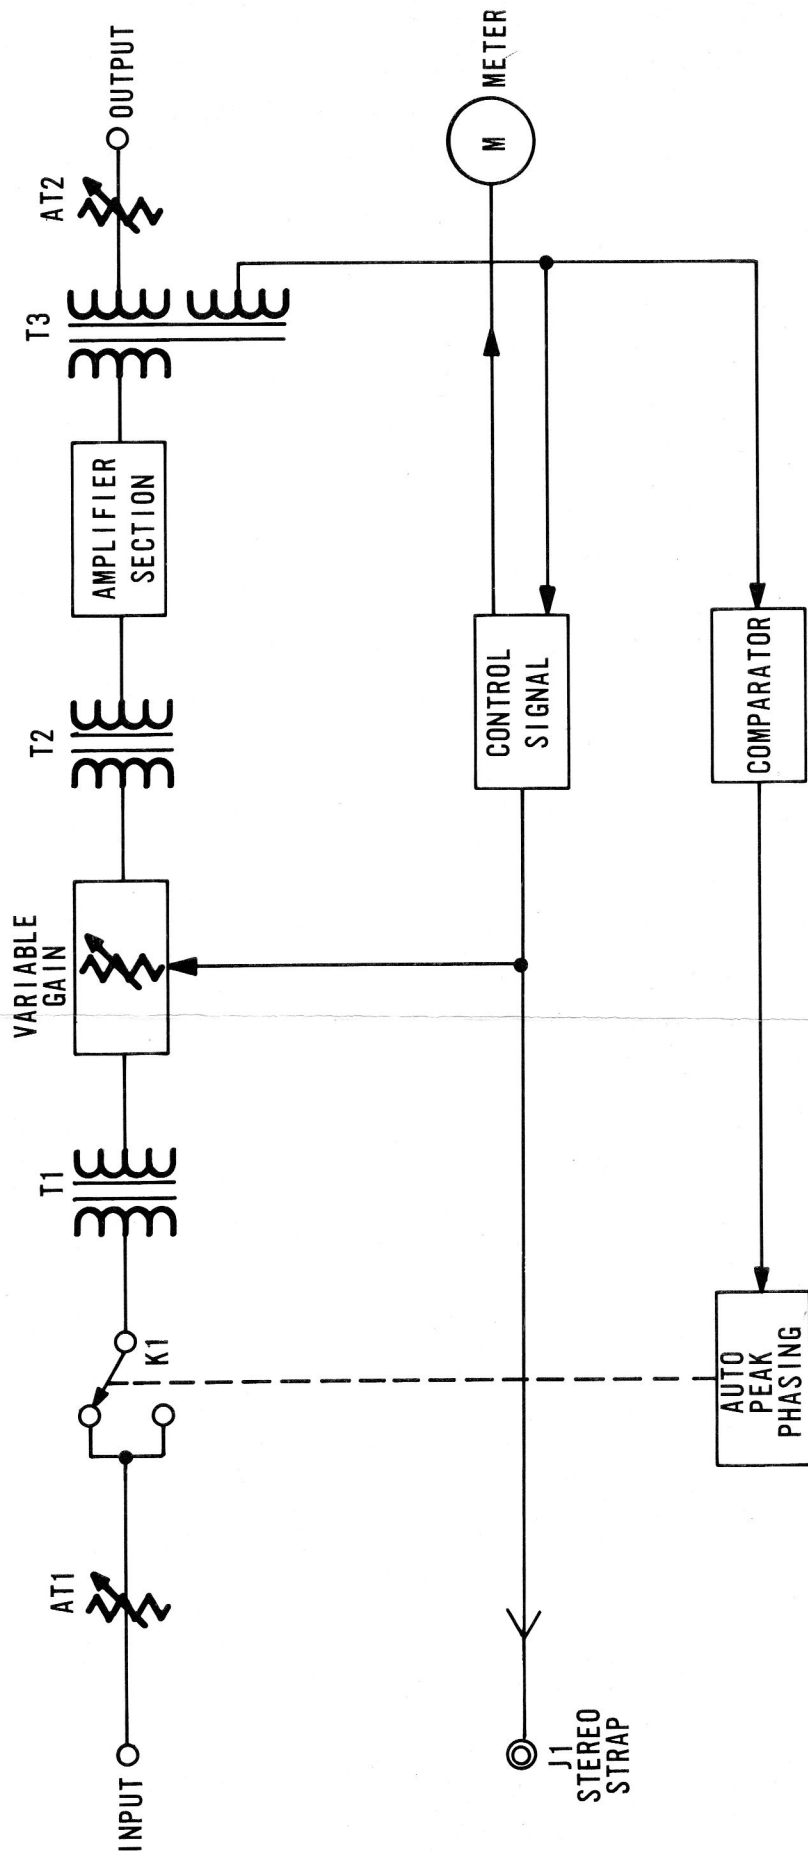 INPUT
AT1
K1
T1
VARIABLE
GAIN
T2
AMPLIFIER
SECTION
T3
AT2
OUTPUT
J1
STEREO
STRAP
CONTROL
SIGNAL
M
METER
AUTO
PEAK
PHASING
COMPARATOR